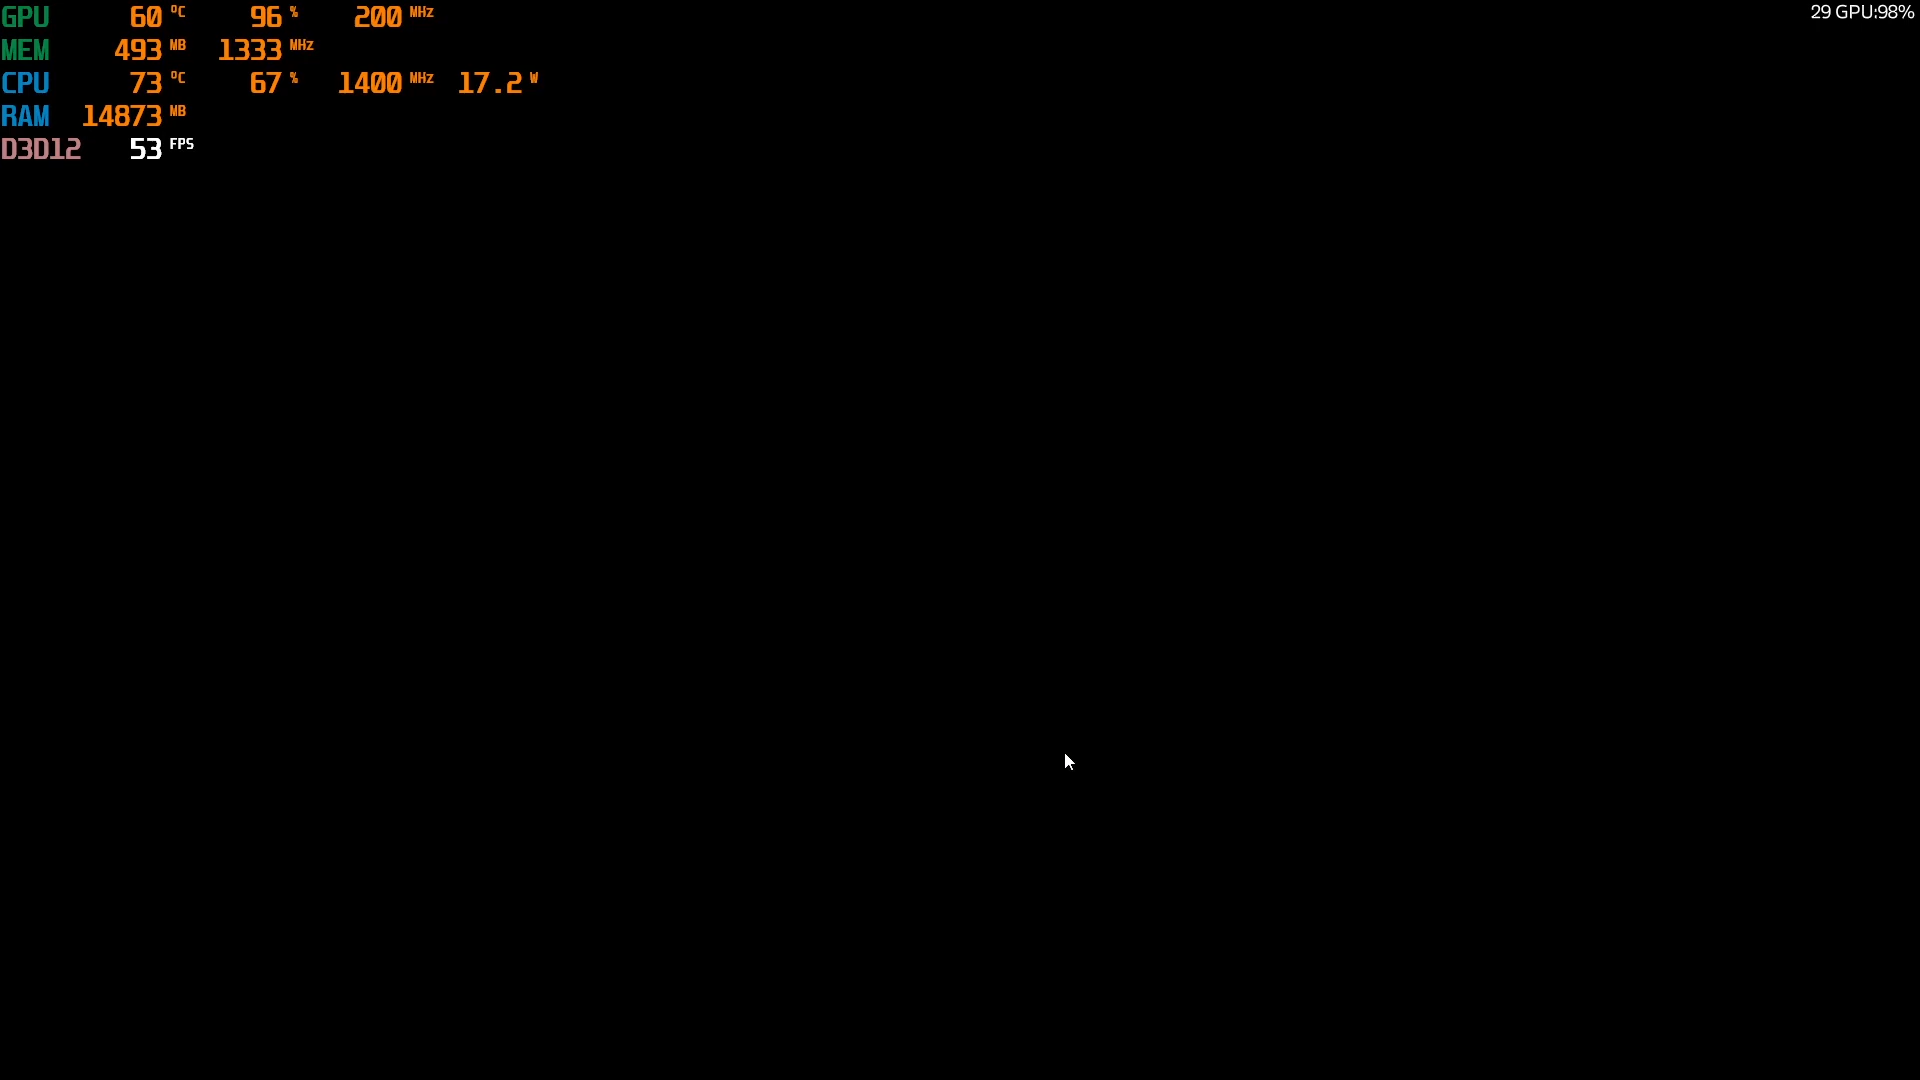 GPU 60 °C 96 % 200 MHz 29 GPU:98%
MEM 493 MB 1333 MHz
CPU 73 °C 67 % 1400 MHz 17.2 W
RAM 14873 MB
D3D12 53 FPS